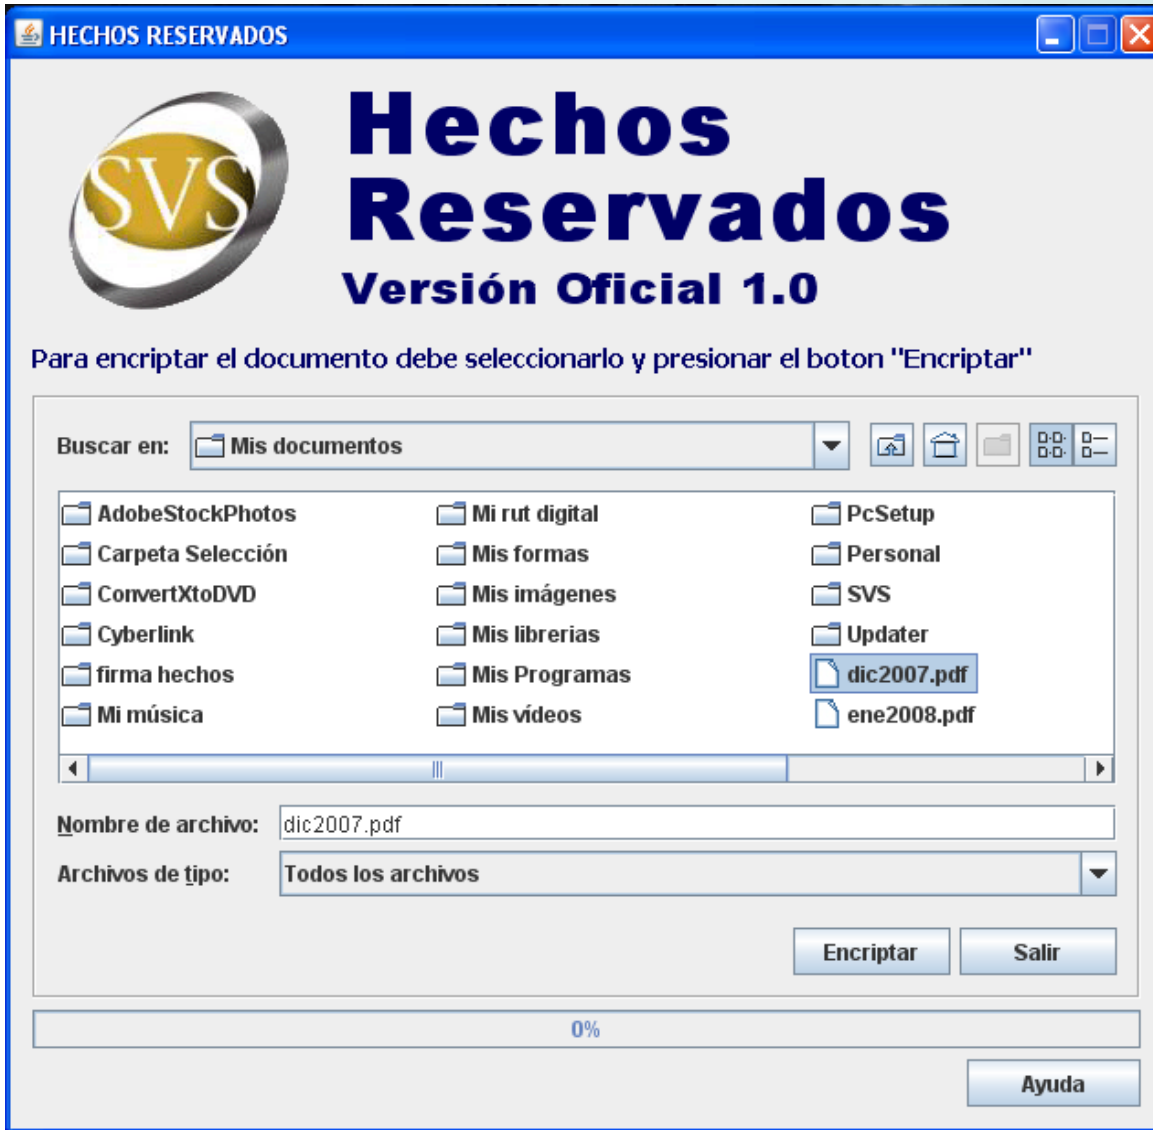 HECHOS RESERVADOS
SVS
Hechos
Reservados
Versión Oficial 1.0
Para encriptar el documento debe seleccionarlo y presionar el boton "Encriptar"
Buscar en: Mis documentos
AdobeStockPhotos Mi rut digital PcSetup
Carpeta Selección Mis formas Personal
ConvertXtoDVD Mis imágenes SVS
Cyberlink Mis librerias Updater
firma hechos Mis Programas dic2007.pdf
Mi música Mis vídeos ene2008.pdf
Nombre de archivo: dic2007.pdf
Archivos de tipo: Todos los archivos
Encriptar Salir
0%
Ayuda